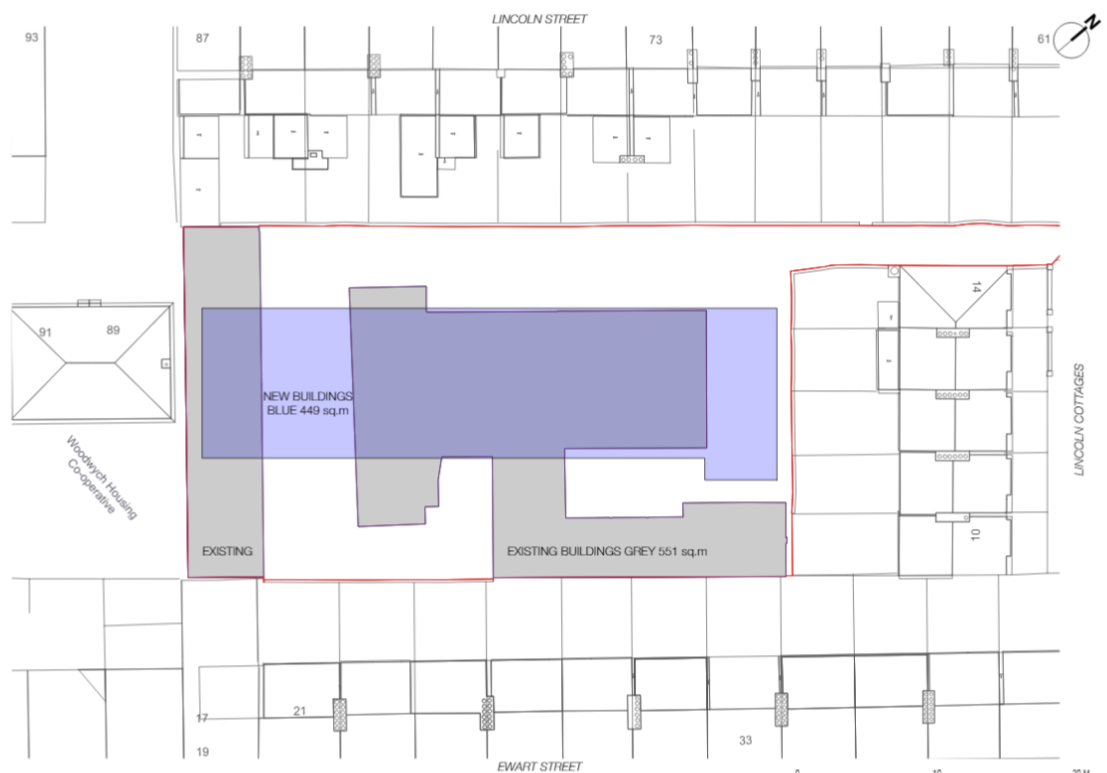 LINCOLN STREET
N
93
87
73
61
14
91
89
NEW BUILDINGS
BLUE 449 sq.m
LINCOLN COTTAGES
Woodwych Housing
Co-operative
10
EXISTING
EXISTING BUILDINGS GREY 551 sq.m
17
21
33
19
EWART STREET